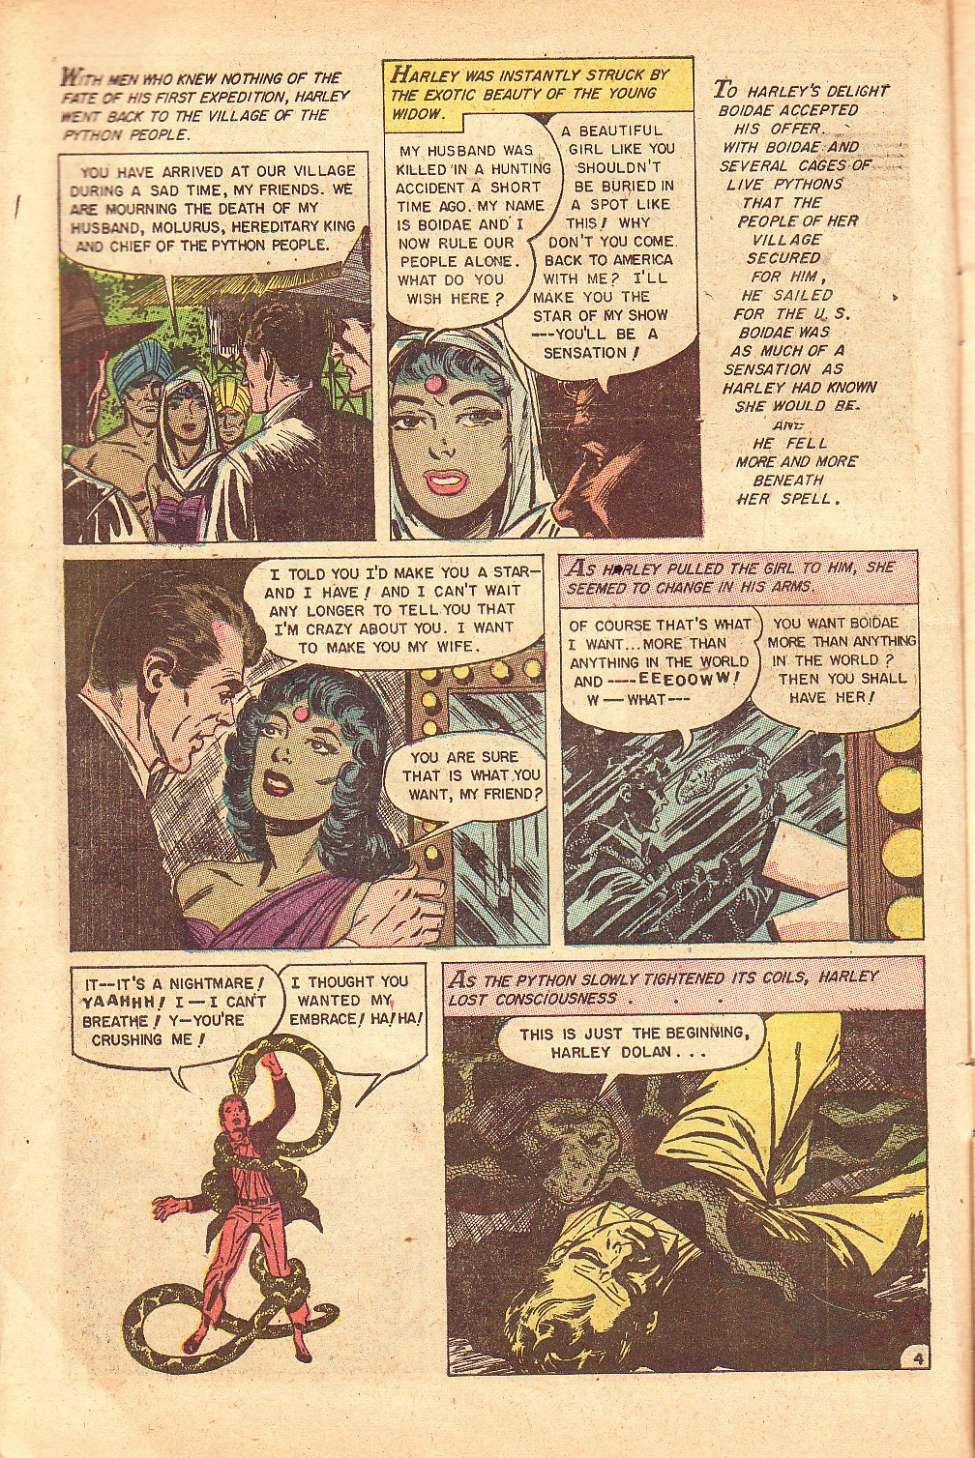 WITH MEN WHO KNEW NOTHING OF THE
FATE OF HIS FIRST EXPEDITION, HARLEY
WENT BACK TO THE VILLAGE OF THE
PYTHON PEOPLE.
YOU HAVE ARRIVED AT OUR VILLAGE
DURING A SAD TIME, MY FRIENDS. WE
ARE MOURNING THE DEATH OF MY
HUSBAND, MOLURUS, HEREDITARY KING
AND CHIEF OF THE PYTHON PEOPLE.
HARLEY WAS INSTANTLY STRUCK BY
THE EXOTIC BEAUTY OF THE YOUNG
WIDOW.
MY HUSBAND WAS
KILLED IN A HUNTING
ACCIDENT A SHORT
TIME AGO. MY NAME
IS BOIDAE AND I
NOW RULE OUR
PEOPLE ALONE.
WHAT DO YOU
WISH HERE?
A BEAUTIFUL
GIRL LIKE YOU
SHOULDN'T
BE BURIED IN
A SPOT LIKE
THIS! WHY
DON'T YOU COME
BACK TO AMERICA
WITH ME? I'LL
MAKE YOU THE
STAR OF MY SHOW
---YOU'LL BE A
SENSATION!
TO HARLEY'S DELIGHT
BOIDAE ACCEPTED
HIS OFFER.
WITH BOIDAE AND
SEVERAL CAGES OF
LIVE PYTHONS
THAT THE
PEOPLE OF HER
VILLAGE
SECURED
FOR HIM,
HE SAILED
FOR THE U.S.
BOIDAE WAS
AS MUCH OF A
SENSATION AS
HARLEY HAD KNOWN
SHE WOULD BE.
AND
HE FELL
MORE AND MORE
BENEATH
HER SPELL.
I TOLD YOU I'D MAKE YOU A STAR—
AND I HAVE! AND I CAN'T WAIT
ANY LONGER TO TELL YOU THAT
I'M CRAZY ABOUT YOU. I WANT
TO MAKE YOU MY WIFE.
YOU ARE SURE
THAT IS WHAT YOU
WANT, MY FRIEND?
AS HARLEY PULLED THE GIRL TO HIM, SHE
SEEMED TO CHANGE IN HIS ARMS.
OF COURSE THAT'S WHAT
I WANT...MORE THAN
ANYTHING IN THE WORLD
AND ----EEEOOWW!
W—WHAT---
YOU WANT BOIDAE
MORE THAN ANYTHING
IN THE WORLD?
THEN YOU SHALL
HAVE HER!
IT--IT'S A NIGHTMARE!
YAAHHH! I—I CAN'T
BREATHE! Y—YOU'RE
CRUSHING ME!
I THOUGHT YOU
WANTED MY
EMBRACE! HA! HA!
AS THE PYTHON SLOWLY TIGHTENED ITS COILS, HARLEY
LOST CONSCIOUSNESS . . .
THIS IS JUST THE BEGINNING,
HARLEY DOLAN...
4